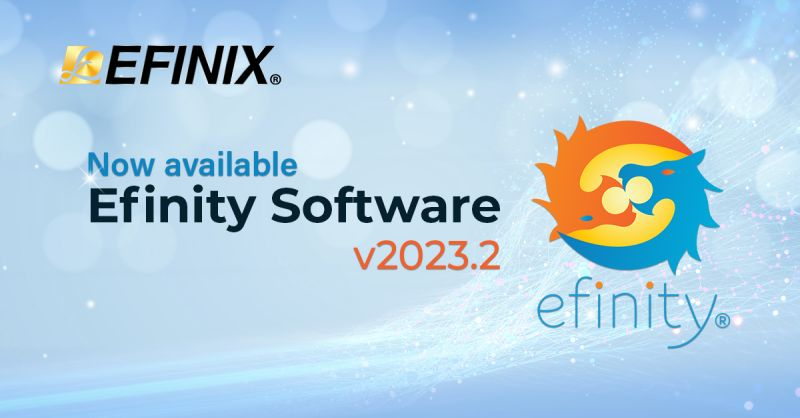 EFINIX®
Now available
Efinity Software
v2023.2
efinity®